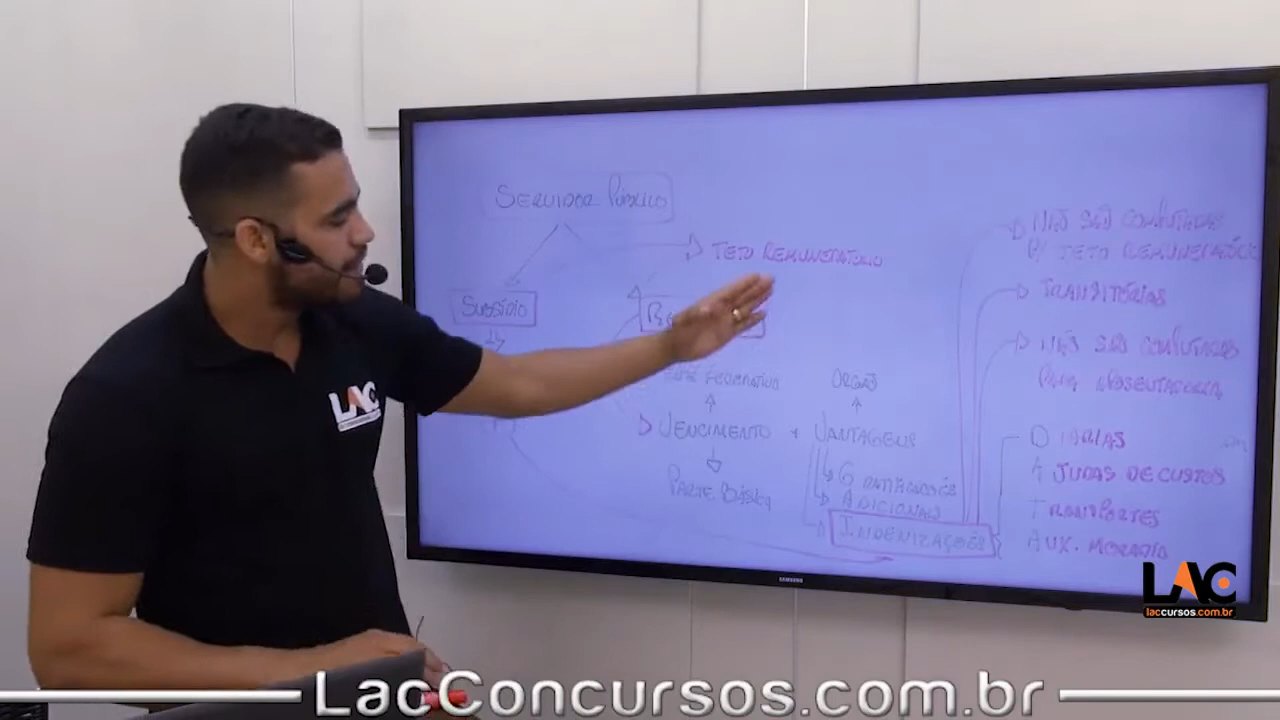 SERVIDOR PÚBLICO
TETO REMUNERATÓRIO
SUBSÍDIO
FEDERATIVO
ÓRGÃO
VENCIMENTO + VANTAGENS
PARTE BÁSICA
GRATIFICAÇÕES
ADICIONAIS
INDENIZAÇÕES
NÃO SÃO COMPUTADAS
P/ TETO REMUNERATÓRIO
TRANSITÓRIAS
NÃO SÃO COMPUTADAS
PARA APOSENTADORIA
DIÁRIAS
AJUDAS DE CUSTOS
TRANSPORTES
AUX. MORADIA
LAC
SAMSUNG
LAC
laccursos.com.br
LacConcursos.com.br